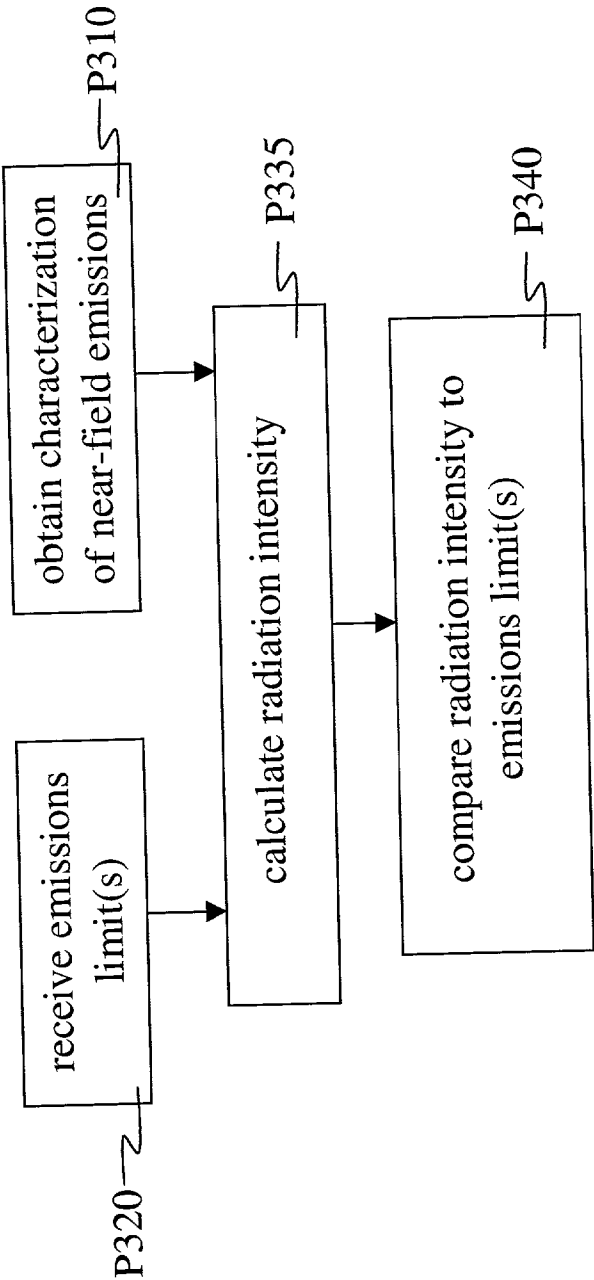 P320
receive emissions
limit(s)
obtain characterization
of near-field emissions
P310
calculate radiation intensity
P335
compare radiation intensity to
emissions limit(s)
P340